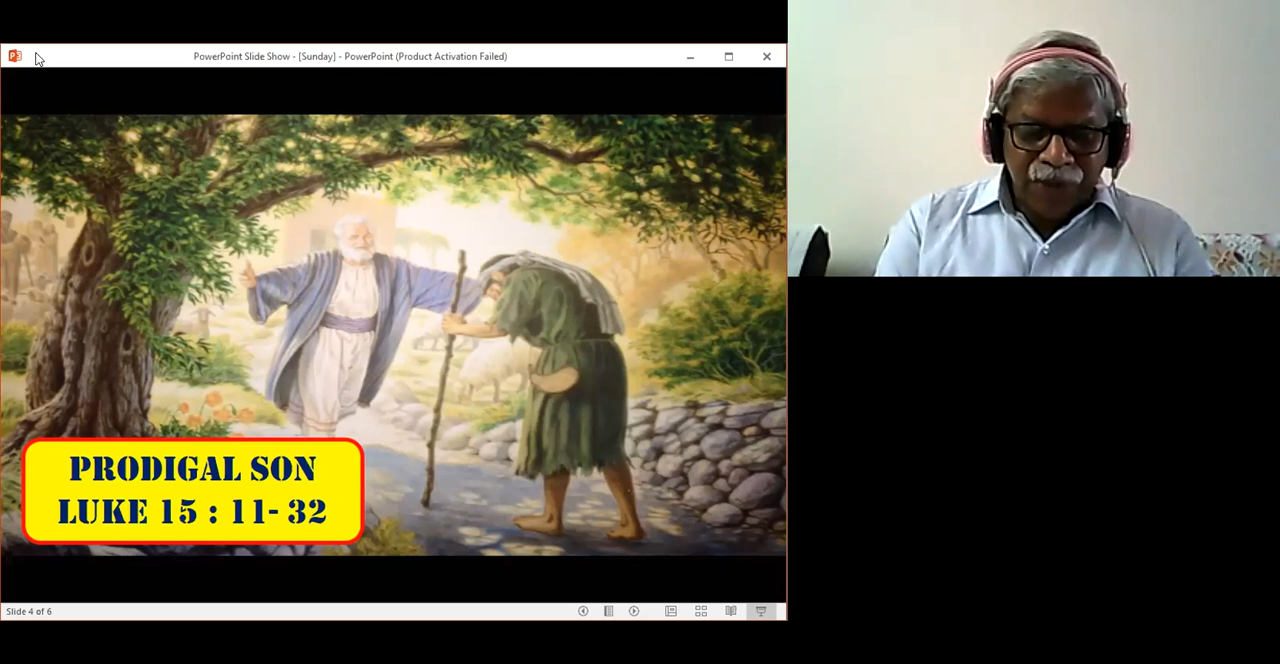 PowerPoint Slide Show - [Sunday] - PowerPoint (Product Activation Failed)
PRODIGAL SON
LUKE 15 : 11- 32
Slide 4 of 6